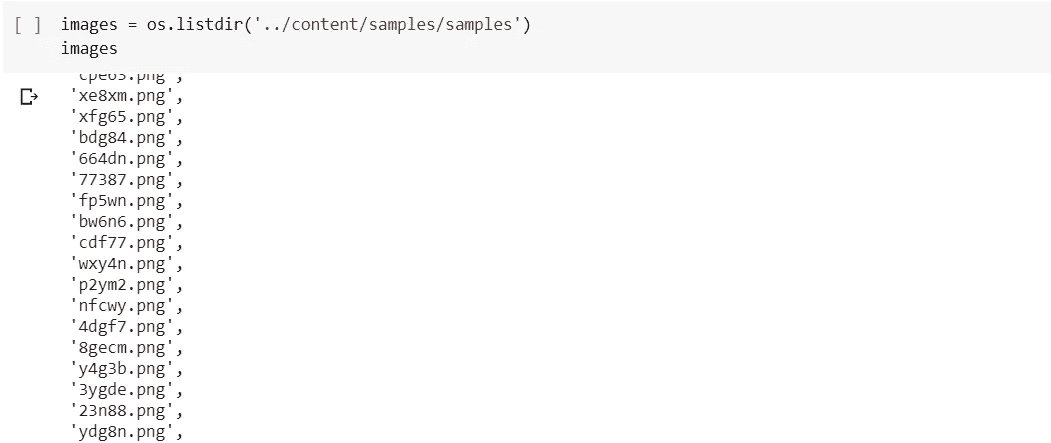 [ ] images = os.listdir('../content/samples/samples')
images
'cpe63.png',
'xe8xm.png',
'xfg65.png',
'bdg84.png',
'664dn.png',
'77387.png',
'fp5wn.png',
'bw6n6.png',
'cdf77.png',
'wxy4n.png',
'p2ym2.png',
'nfcwy.png',
'4dgf7.png',
'8gecm.png',
'y4g3b.png',
'3ygde.png',
'23n88.png',
'ydg8n.png',